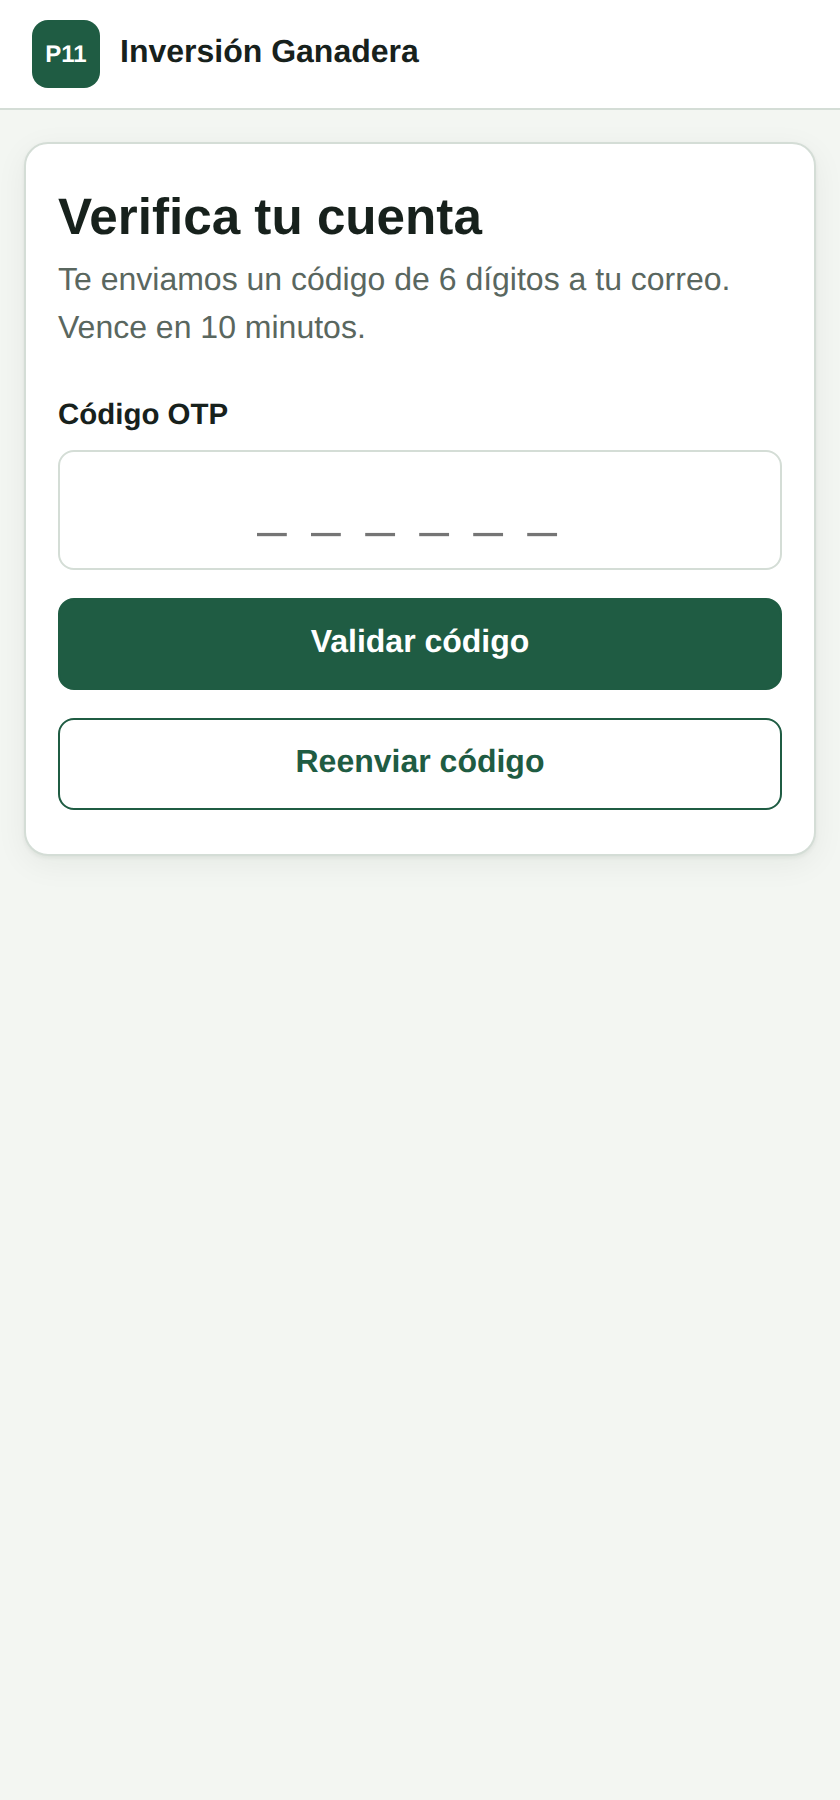 P11 Inversión Ganadera
Verifica tu cuenta
Te enviamos un código de 6 dígitos a tu correo.
Vence en 10 minutos.
Código OTP
— — — — — —
Validar código
Reenviar código